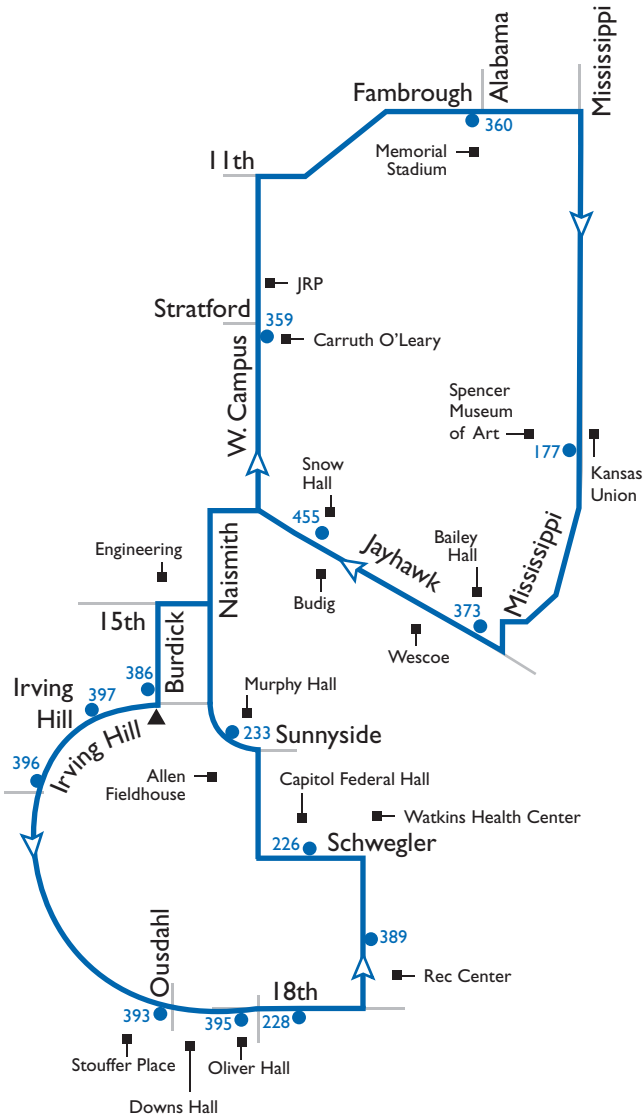 Alabama
Mississippi
Fambrough
360
Memorial
Stadium
11th
JRP
Stratford
359
Carruth O'Leary
W. Campus
Spencer
Museum
of Art
177
Kansas
Union
Snow
Hall
455
Jayhawk
Bailey
Hall
Mississippi
Engineering
Naismith
Budig
373
15th
Burdick
Wescoe
386
Irving
Hill
397
Murphy Hall
233
Sunnyside
396
Irving Hill
Allen
Fieldhouse
Capitol Federal Hall
Watkins Health Center
226
Schwegler
389
Ousdahl
Rec Center
18th
393
395
228
Stouffer Place
Oliver Hall
Downs Hall